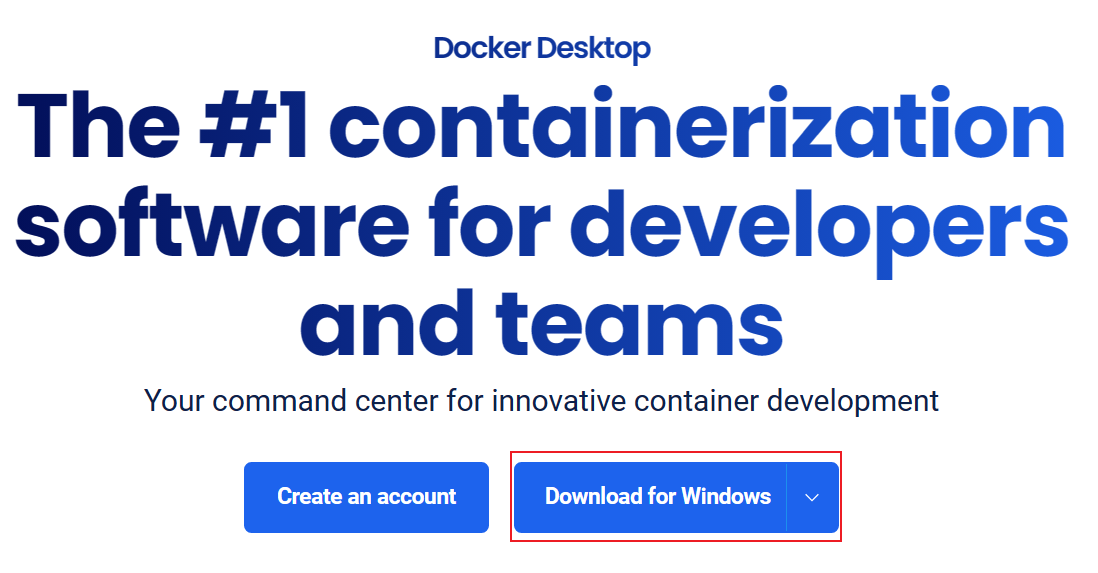 Docker Desktop
The #1 containerization
software for developers
and teams
Your command center for innovative container development
Create an account
Download for Windows